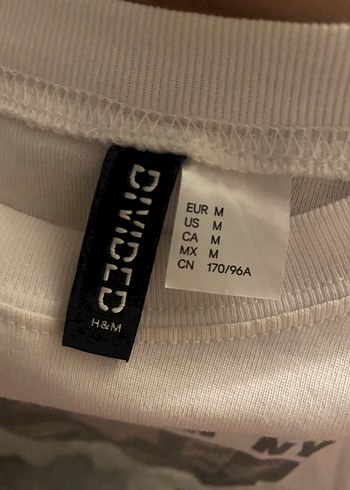 DIVIDED
H&M
EUR M
US M
CA M
MX M
CN 170/96A
NY